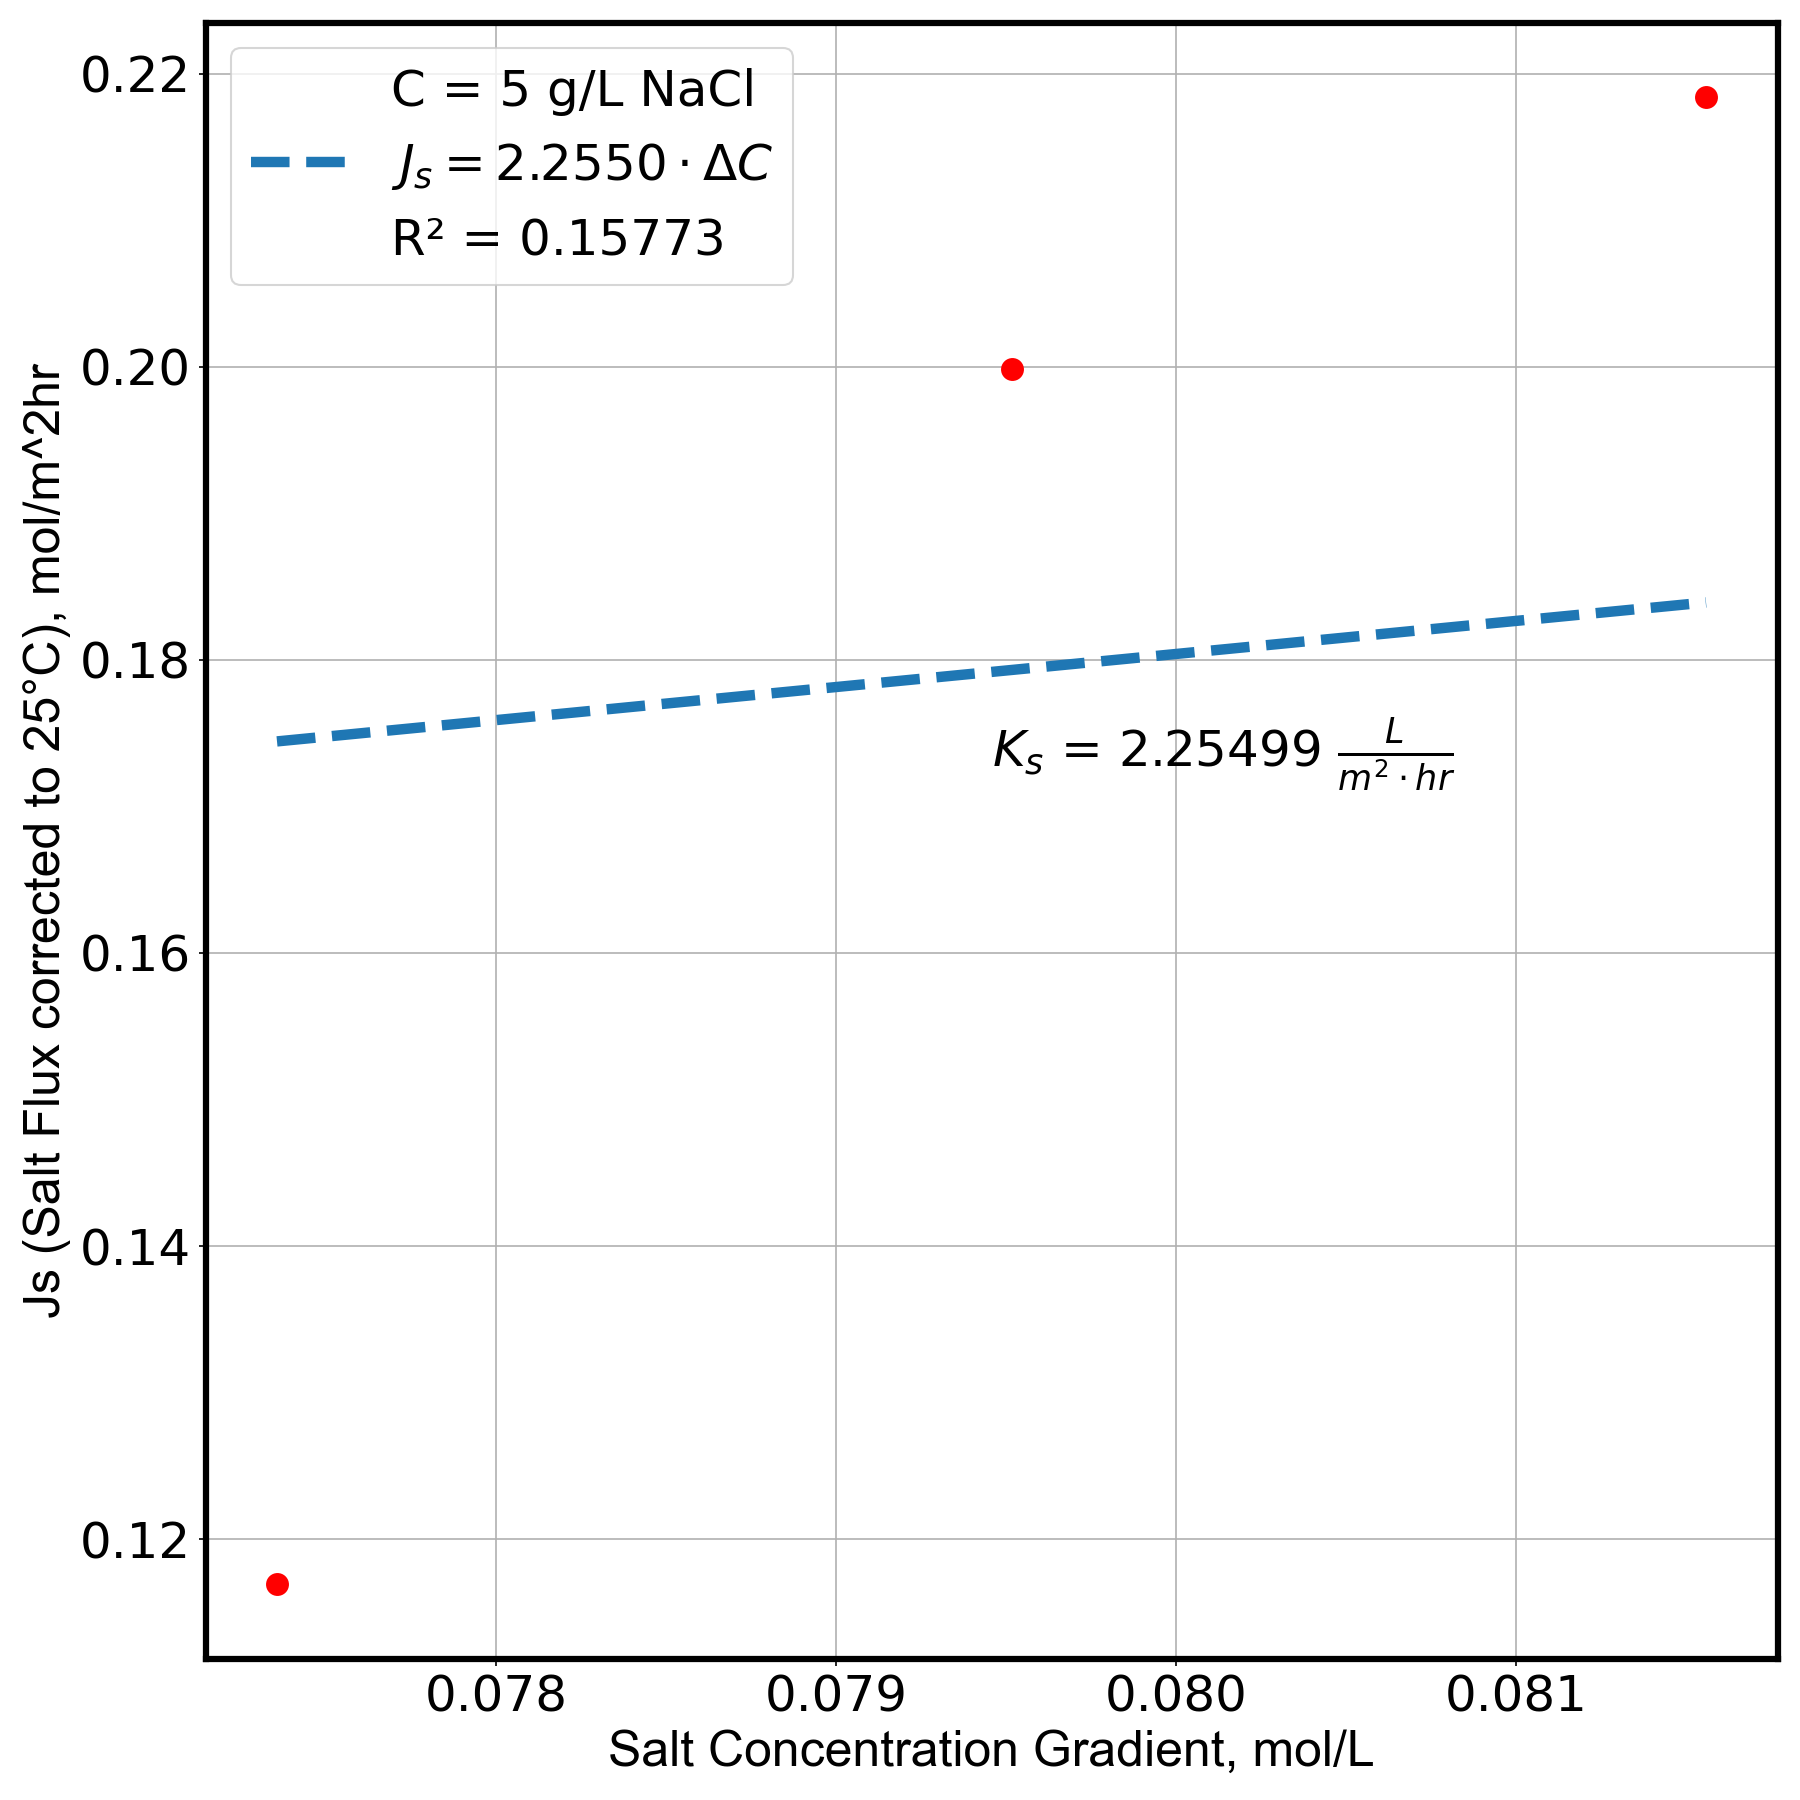 C = 5 g/L NaCl
J_s = 2.2550 · ΔC
R² = 0.15773
0.22
0.20
0.18
0.16
0.14
0.12
Js (Salt Flux corrected to 25°C), mol/m^2hr
K_s = 2.25499 L/(m² · hr)
0.078 0.079 0.080 0.081
Salt Concentration Gradient, mol/L